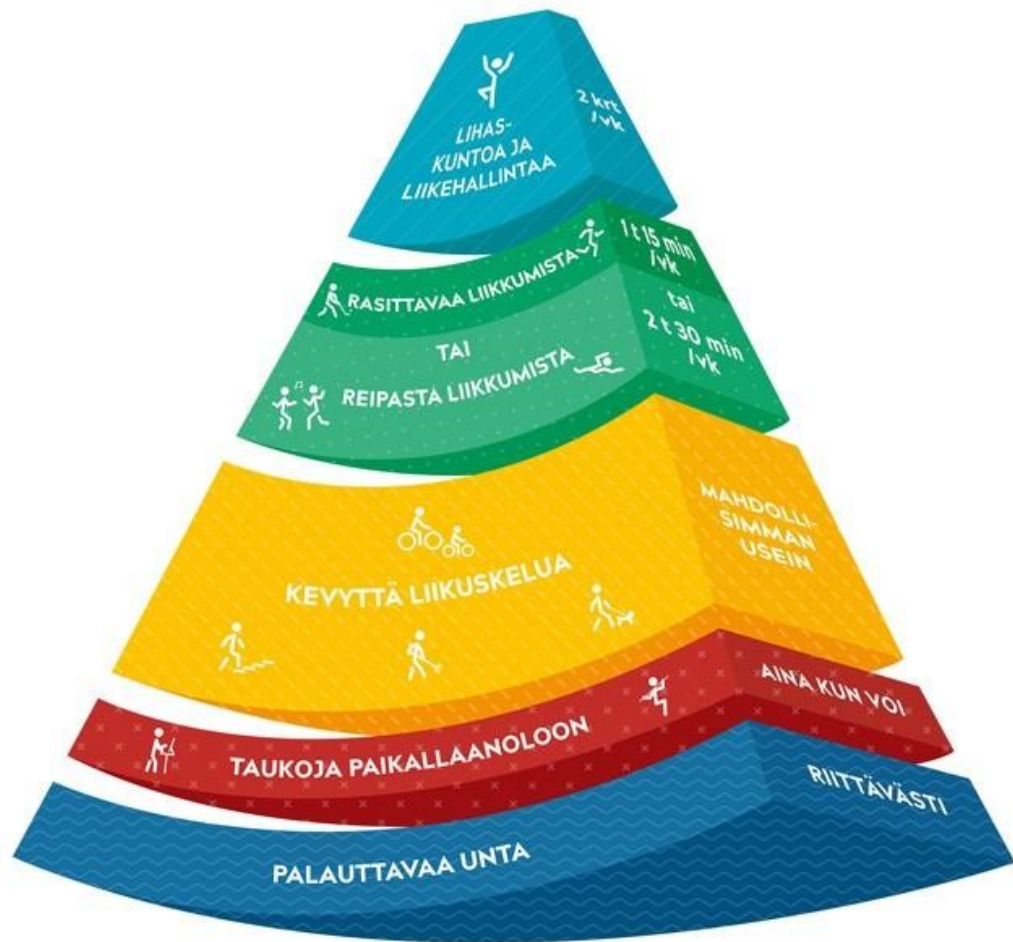 LIHAS-
KUNTOA JA
LIIKEHALLINTAA
2 krt
/vk
RASITTAVAA LIIKKUMISTA
1 t 15 min
/vk
TAI
REIPASTA LIIKKUMISTA
tai
2 t 30 min
/vk
KEVYTTÄ LIIKUSKELUA
MAHDOLLI-
SIMMAN
USEIN
TAUKOJA PAIKALLAANOLOON
AINA KUN VOI
PALAUTTAVAA UNTA
RIITTÄVÄSTI